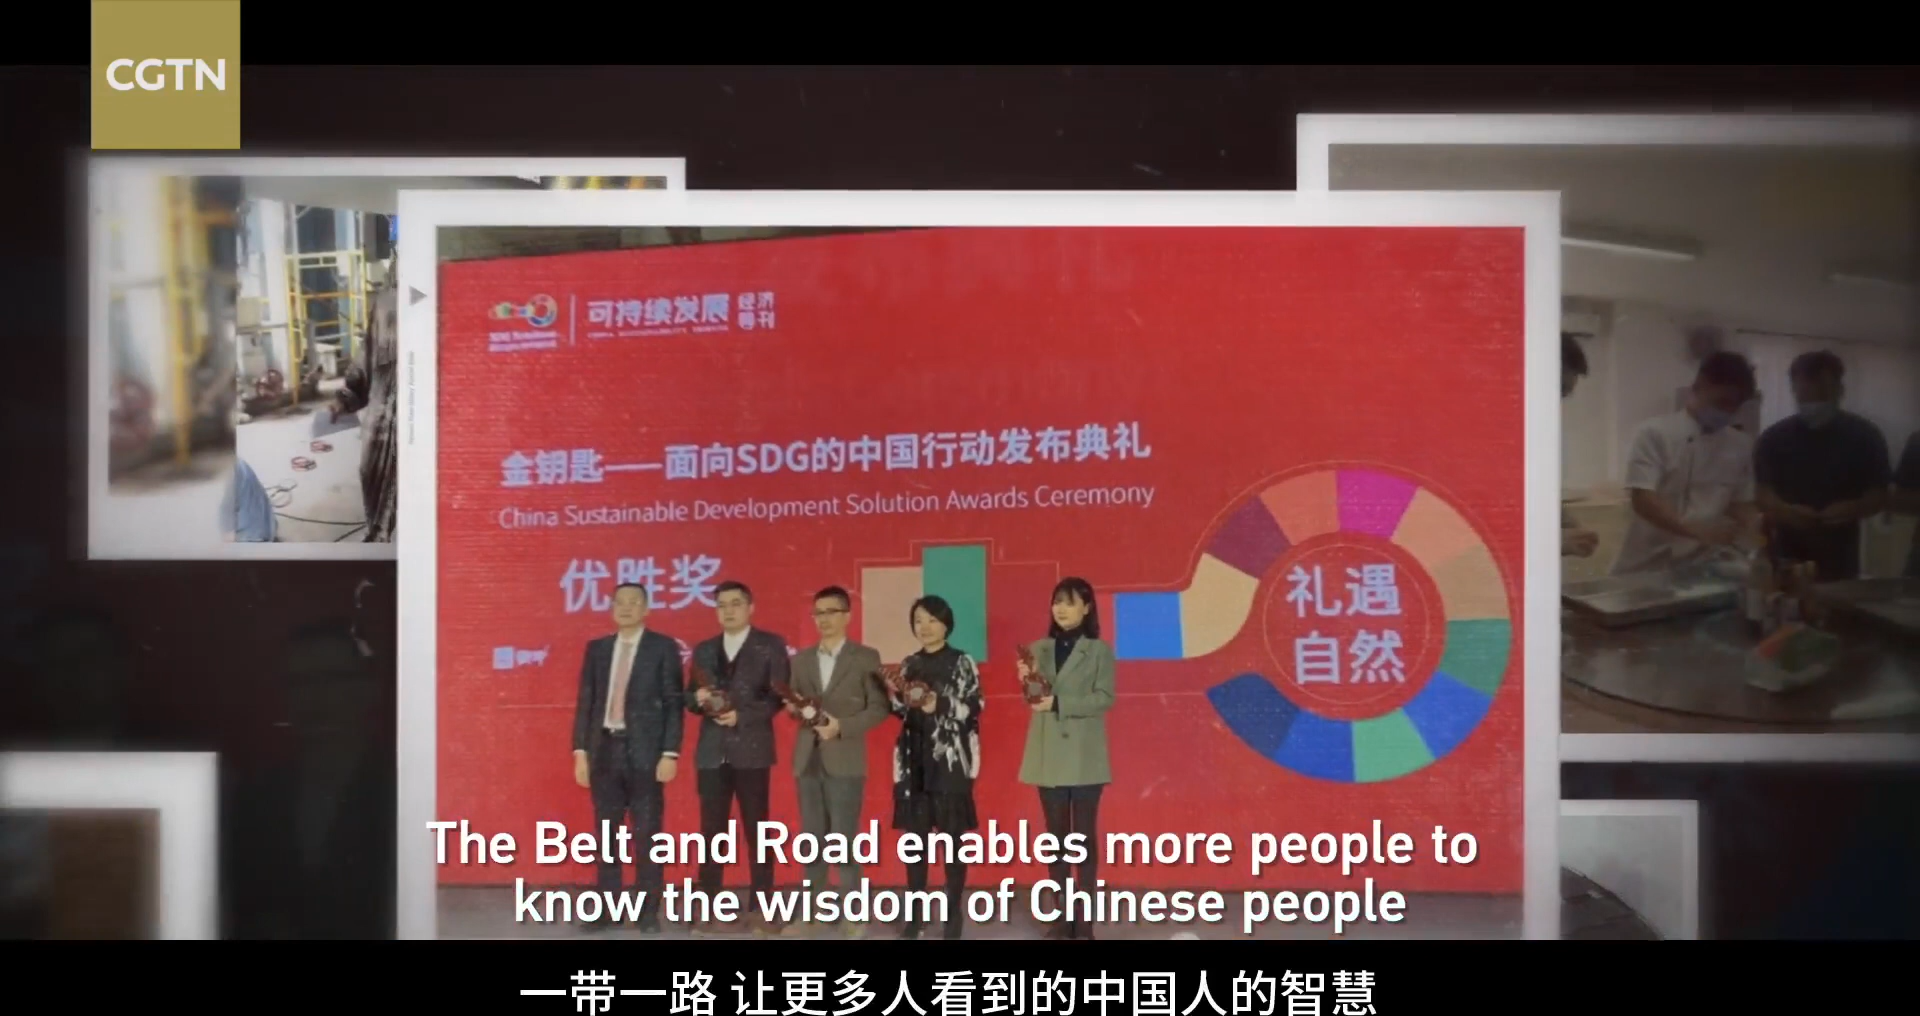 CGTN
可持续发展 经济导刊
CHINA SUSTAINABILITY TRIBUNE
金钥匙——面向SDG的中国行动发布典礼
China Sustainable Development Solution Awards Ceremony
优胜奖
礼遇
自然
The Belt and Road enables more people to
know the wisdom of Chinese people
一带一路 让更多人看到的中国人的智慧